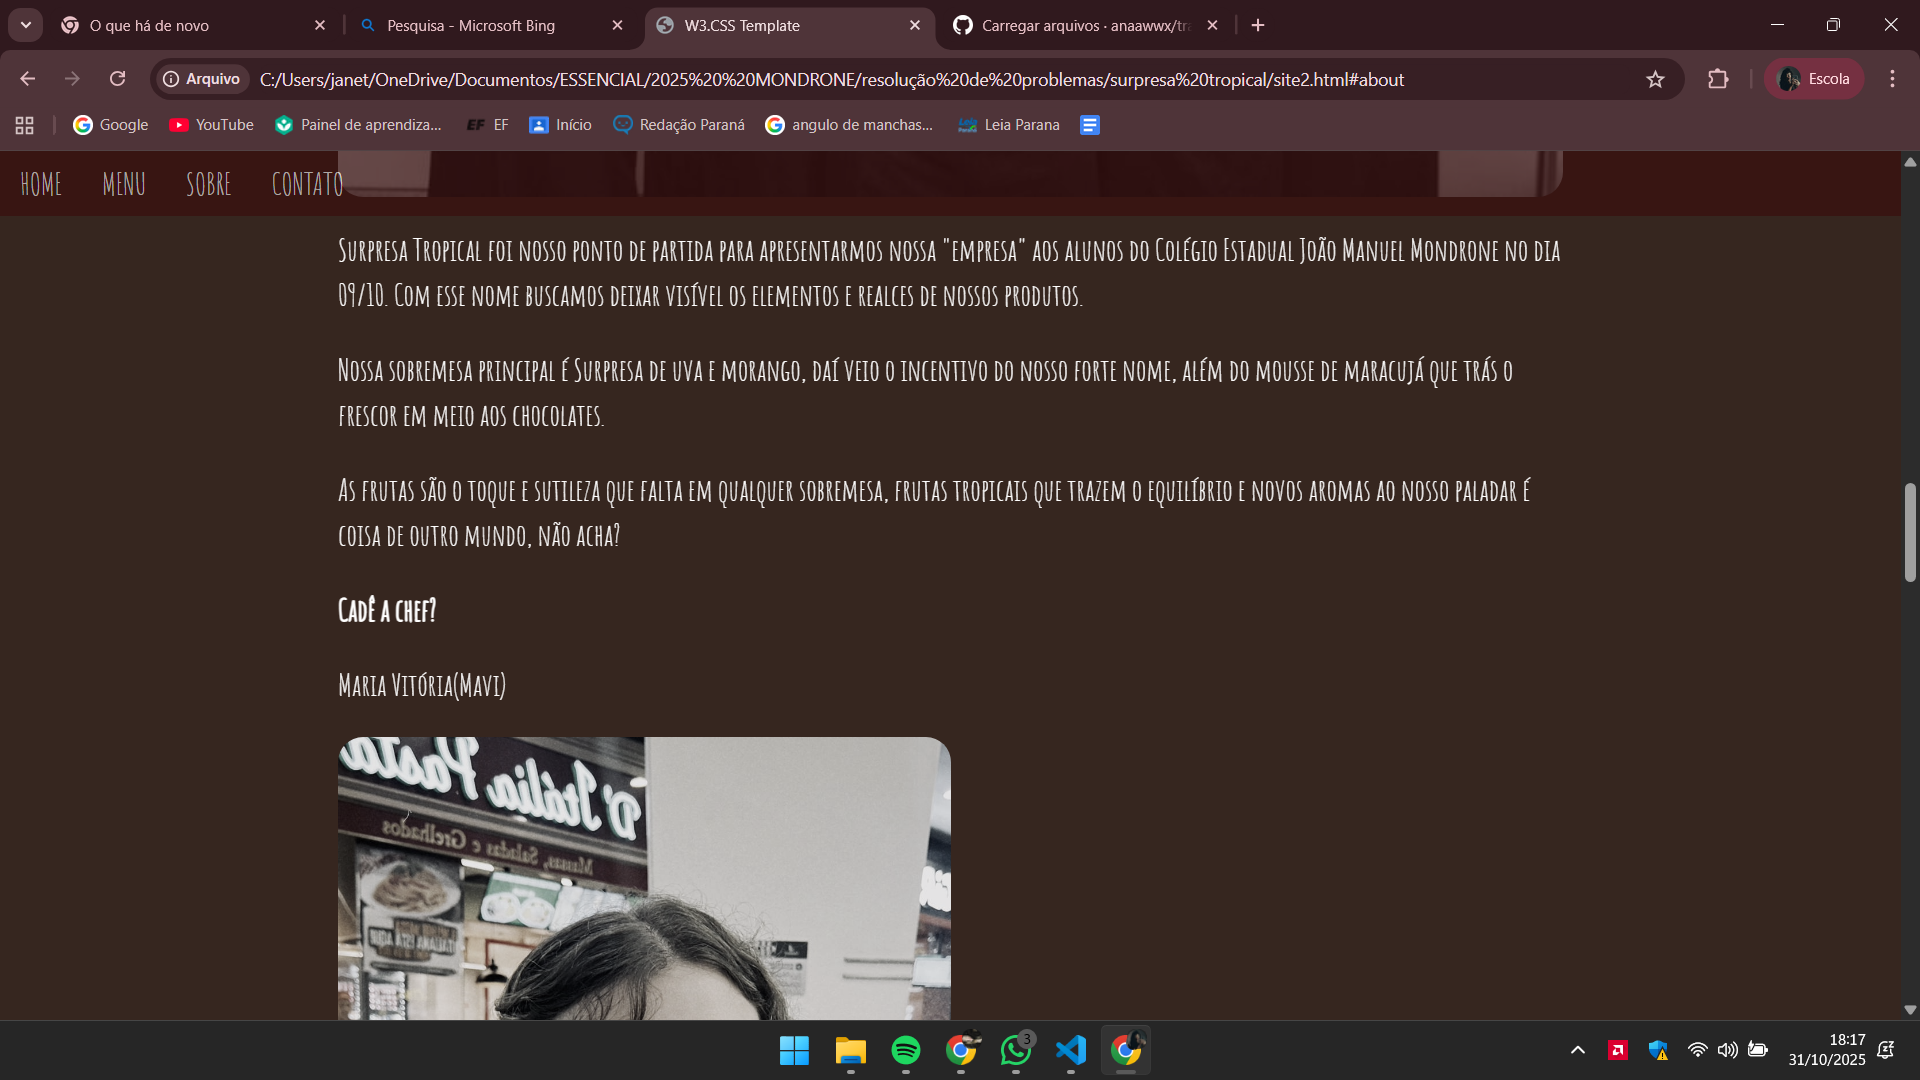 O que há de novo
Pesquisa - Microsoft Bing
W3.CSS Template
Carregar arquivos · anaawwx/tr
Arquivo
C:/Users/janet/OneDrive/Documentos/ESSENCIAL/2025%20%20MONDRONE/resolução%20de%20problemas/surpresa%20tropical/site2.html#about
Escola
Google
YouTube
Painel de aprendiza...
EF EF
Início
Redação Paraná
angulo de manchas...
Leia Parana
HOME
MENU
SOBRE
CONTATO
Surpresa Tropical foi nosso ponto de partida para apresentarmos nossa "empresa" aos alunos do Colégio Estadual João Manuel Mondrone no dia
09/10. Com esse nome buscamos deixar visível os elementos e realces de nossos produtos.
Nossa sobremesa principal é Surpresa de uva e morango, daí veio o incentivo do nosso forte nome, além do mousse de maracujá que trás o
frescor em meio aos chocolates.
As frutas são o toque e sutileza que falta em qualquer sobremesa, frutas tropicais que trazem o equilíbrio e novos aromas ao nosso paladar é
coisa de outro mundo, não acha?
Cadê a chef?
Maria Vitória(Mavi)
D'Itália Pasta
Massas, Saladas e Grelhados
3
18:17
31/10/2025